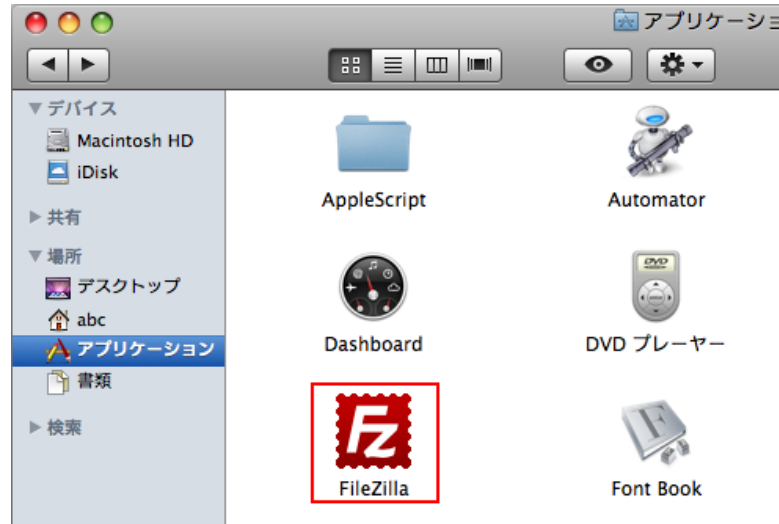 アプリケーショ
デバイス
Macintosh HD
iDisk
共有
場所
デスクトップ
abc
アプリケーション
書類
検索
AppleScript
Automator
DVD
Dashboard
DVD プレーヤー
Fz
F
FileZilla
Font Book